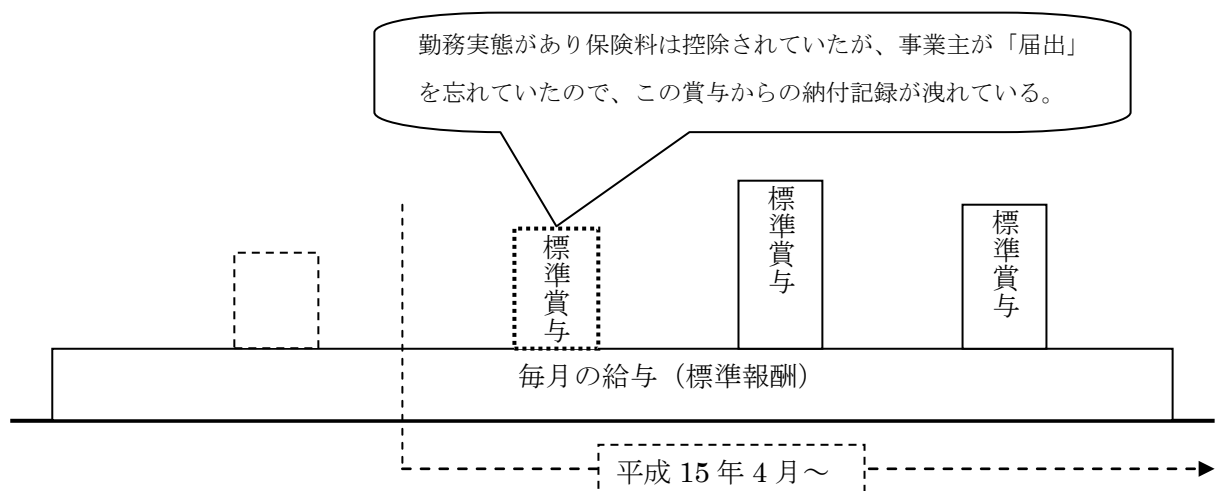 勤務実態があり保険料は控除されていたが、事業主が「届出」
を忘れていたので、この賞与からの納付記録が洩れている。
標準賞与
標準賞与
標準賞与
毎月の給与（標準報酬）
平成 15 年 4 月～